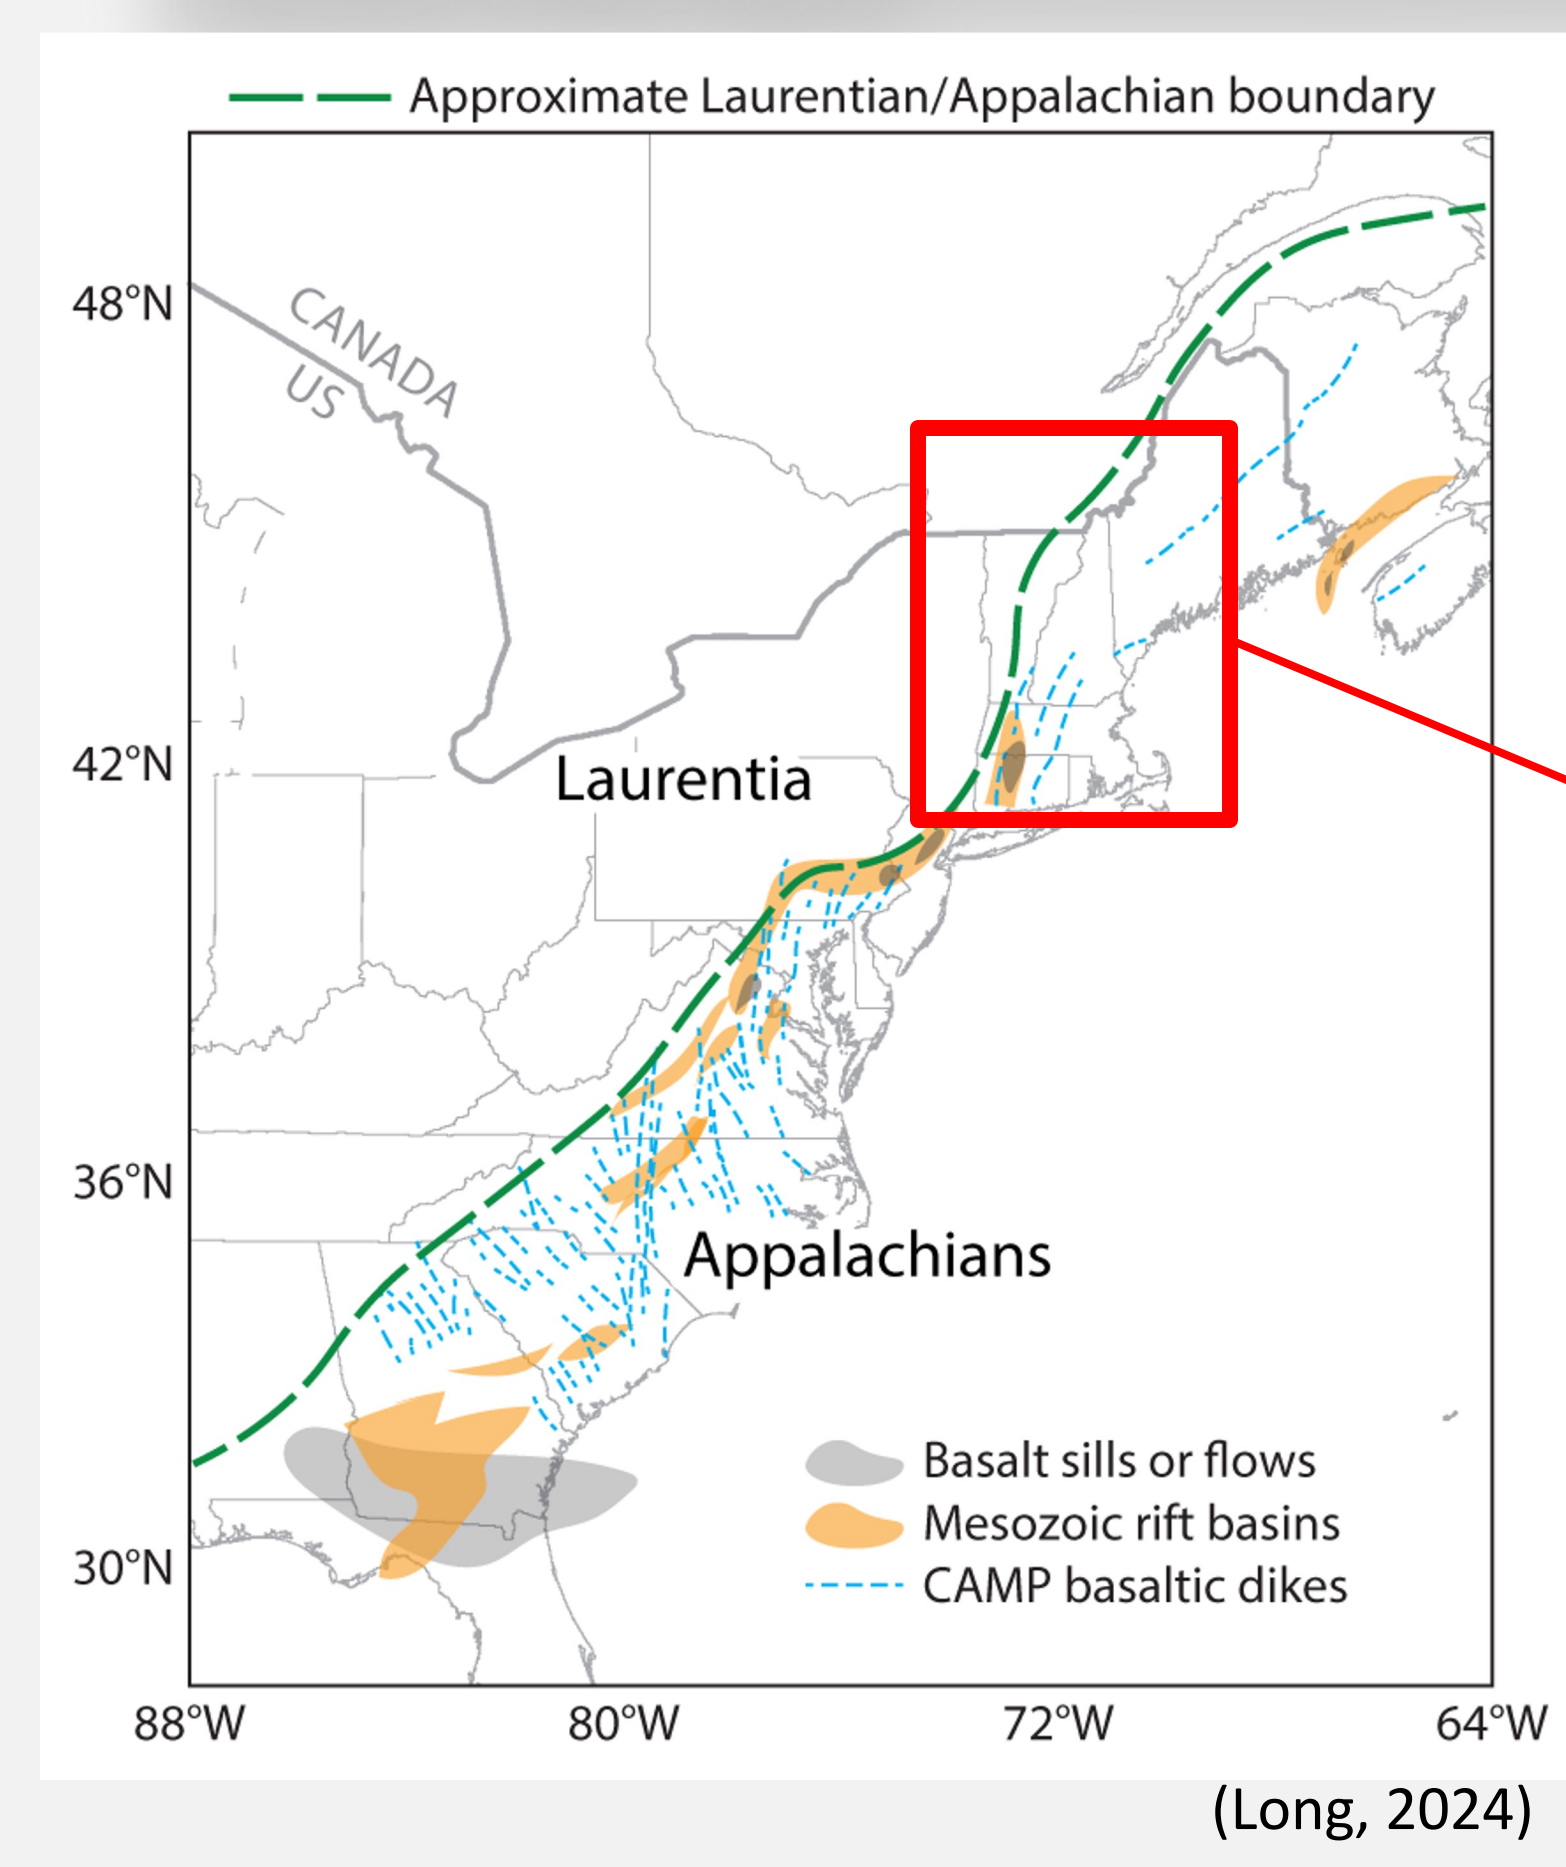 Approximate Laurentian/Appalachian boundary
48°N
CANADA
US
42°N
Laurentia
36°N
Appalachians
Basalt sills or flows
Mesozoic rift basins
30°N
CAMP basaltic dikes
88°W
80°W
72°W
64°W
(Long, 2024)